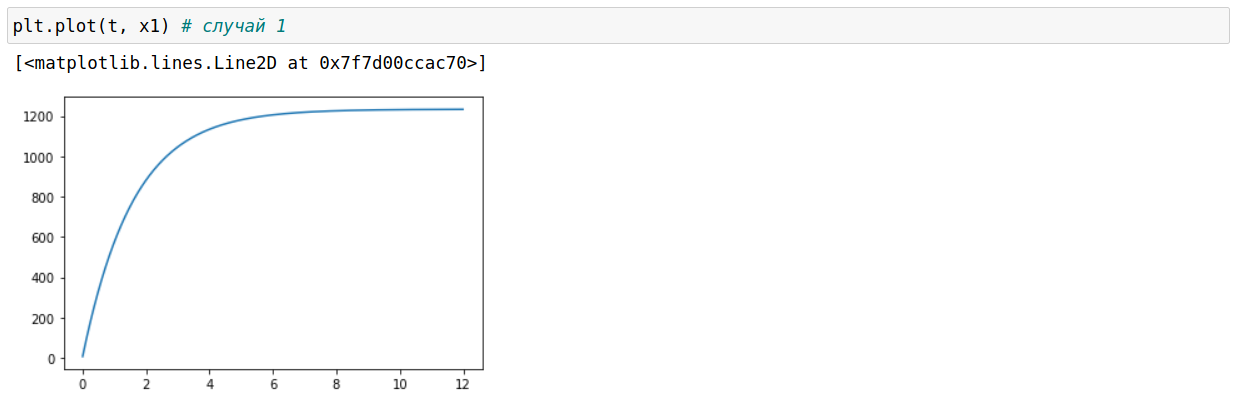 plt.plot(t, x1) # случай 1
[<matplotlib.lines.Line2D at 0x7f7d00ccac70>]
1200
1000
800
600
400
200
0
0 2 4 6 8 10 12